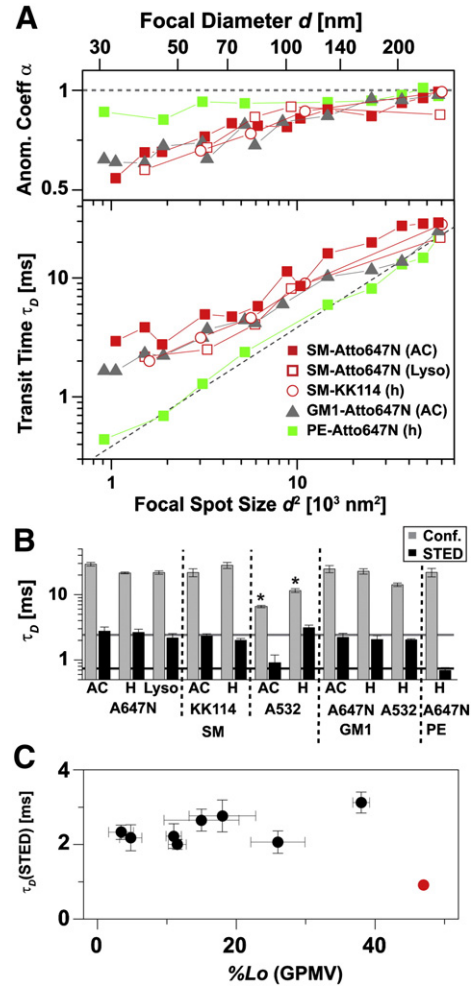 A
Focal Diameter d [nm]
30 50 70 100 140 200
Anom. Coeff α
1
0.5
Transit Time τD [ms]
10
1
SM-Atto647N (AC)
SM-Atto647N (Lyso)
SM-KK114 (h)
GM1-Atto647N (AC)
PE-Atto647N (h)
1 10
Focal Spot Size d² [10³ nm²]
B
Conf.
STED
τD [ms]
10
1
* *
AC H Lyso AC H AC H AC H H H
A647N KK114 A532 A647N A532 A647N
SM GM1 PE
C
τD(STED) [ms]
4
2
0
0 20 40
%Lo (GPMV)